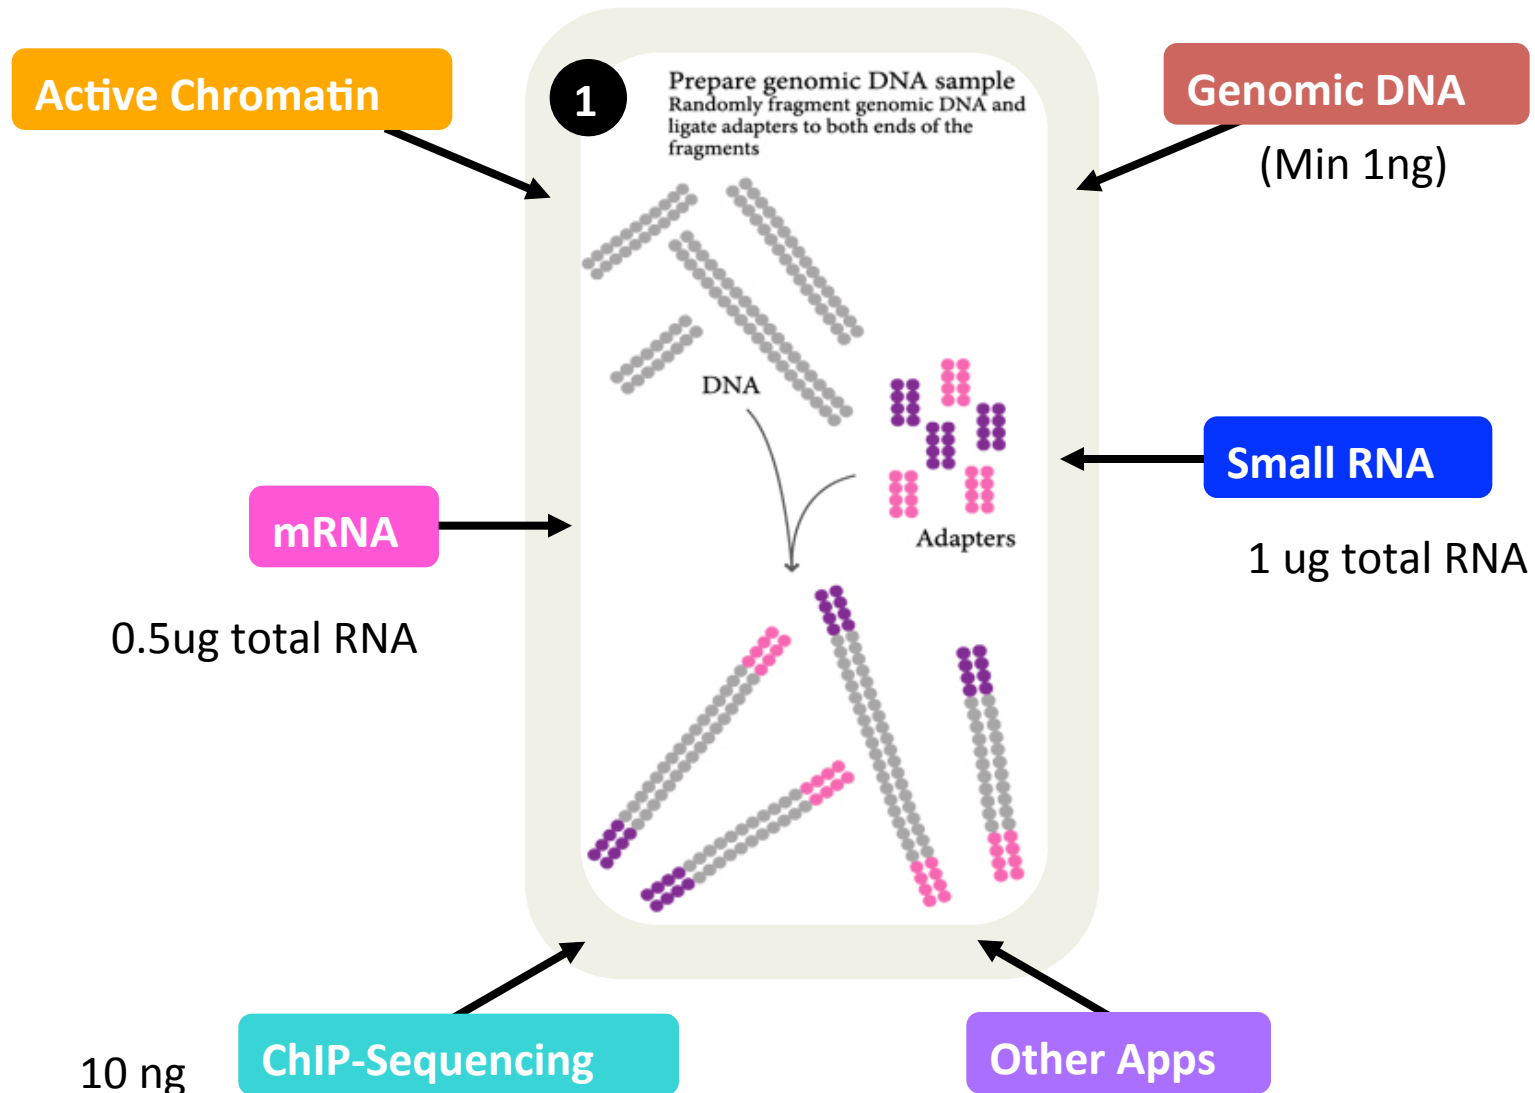 Active Chromatin
1
Prepare genomic DNA sample
Randomly fragment genomic DNA and
ligate adapters to both ends of the
fragments
Genomic DNA
(Min 1ng)
DNA
Adapters
Small RNA
1 ug total RNA
mRNA
0.5ug total RNA
10 ng
ChIP-Sequencing
Other Apps